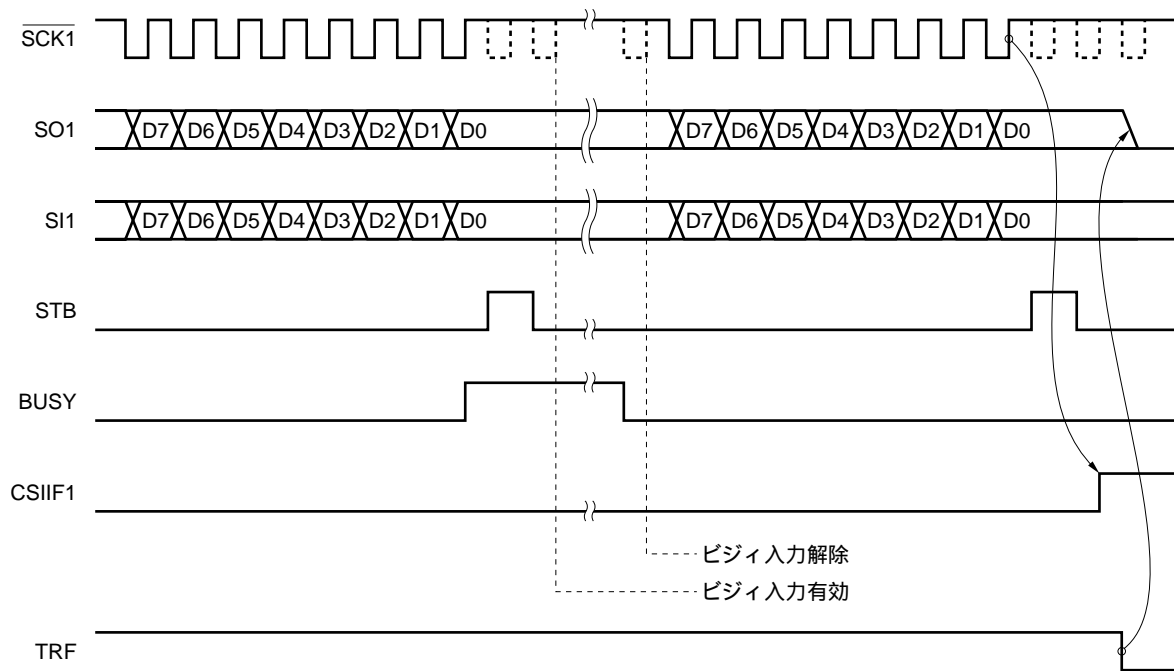 SCK1
SO1 D7 D6 D5 D4 D3 D2 D1 D0 D7 D6 D5 D4 D3 D2 D1 D0
SI1 D7 D6 D5 D4 D3 D2 D1 D0 D7 D6 D5 D4 D3 D2 D1 D0
STB
BUSY
CSIIF1
ビジィ入力解除
ビジィ入力有効
TRF